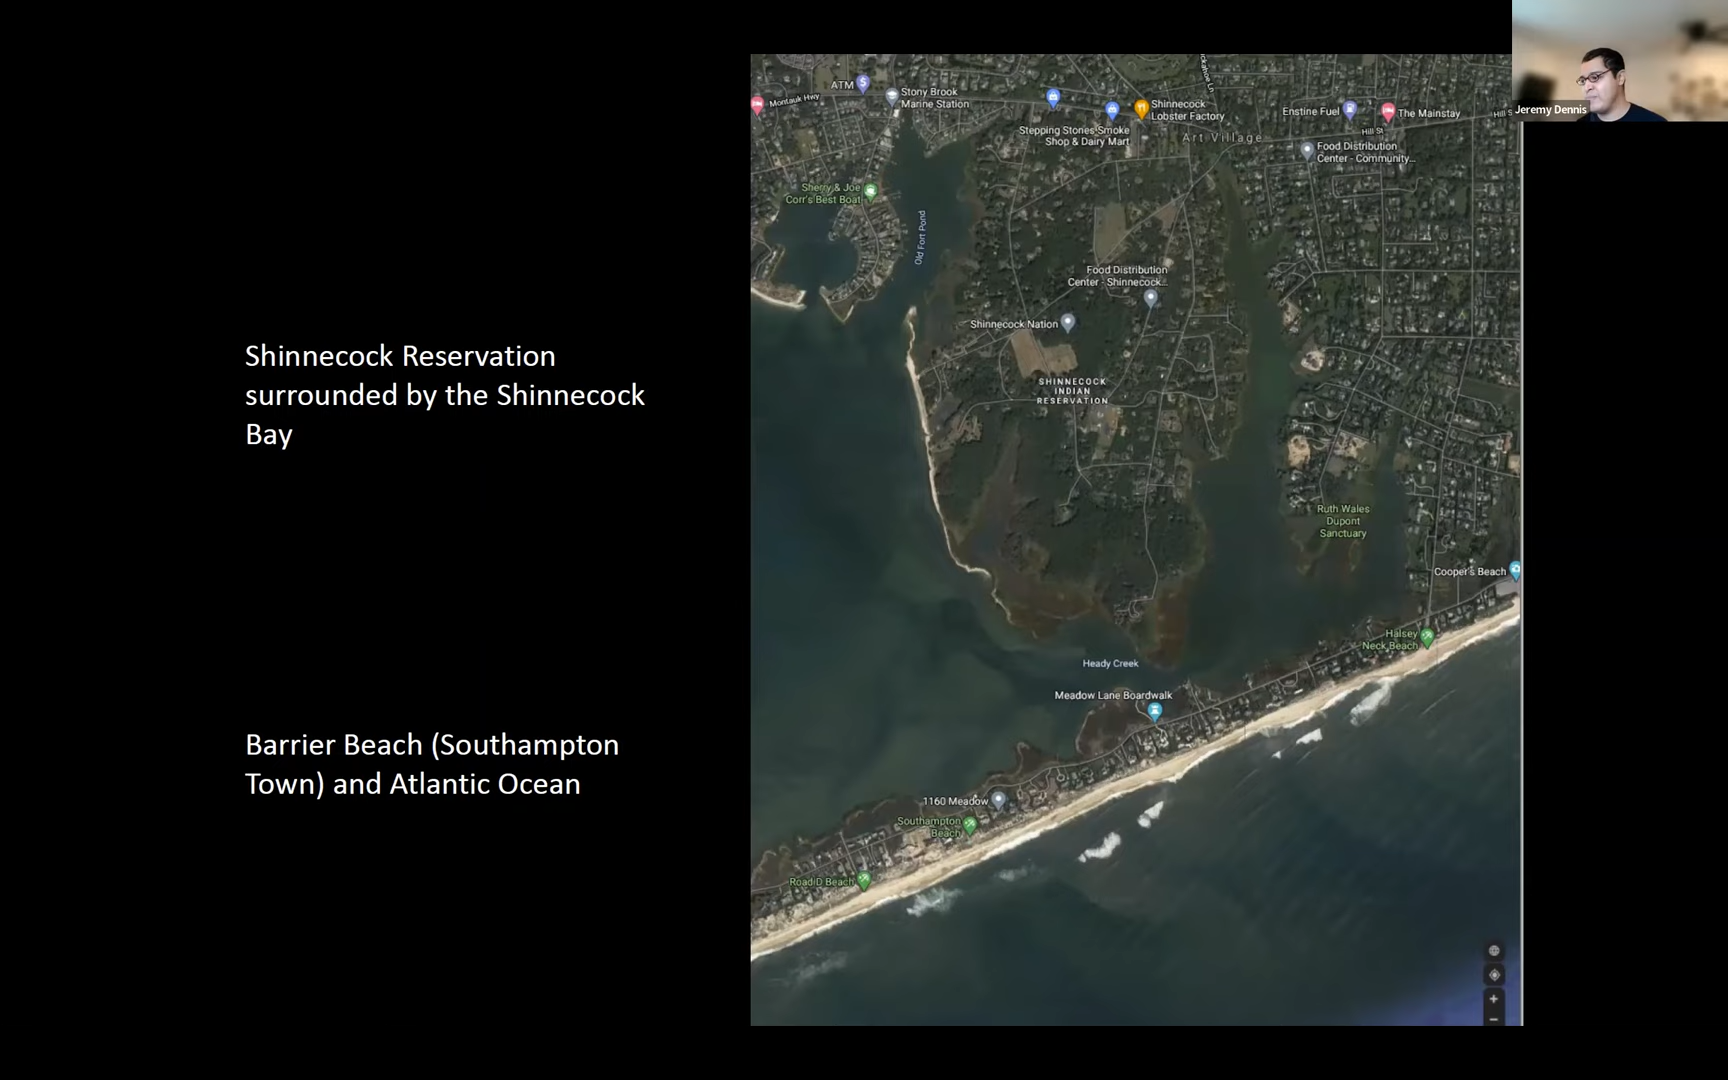 Shinnecock Reservation
surrounded by the Shinnecock
Bay
Barrier Beach (Southampton
Town) and Atlantic Ocean
Jeremy Dennis
ATM
Montauk Hwy
Stony Brook
Marine Station
Stepping Stones Smoke
Shop & Dairy Mart
Shinnecock
Lobster Factory
Art Village
Enstine Fuel
The Mainstay
Hill St
Hill S
Food Distribution
Center - Community...
Sherry & Joe
Corr's Best Boat
Old Fort Pond
Food Distribution
Center - Shinnecock...
Shinnecock Nation
SHINNECOCK
INDIAN
RESERVATION
Ruth Wales
Dupont
Sanctuary
Cooper's Beach
Halsey
Neck Beach
Heady Creek
Meadow Lane Boardwalk
1160 Meadow
Southampton
Beach
Road D Beach